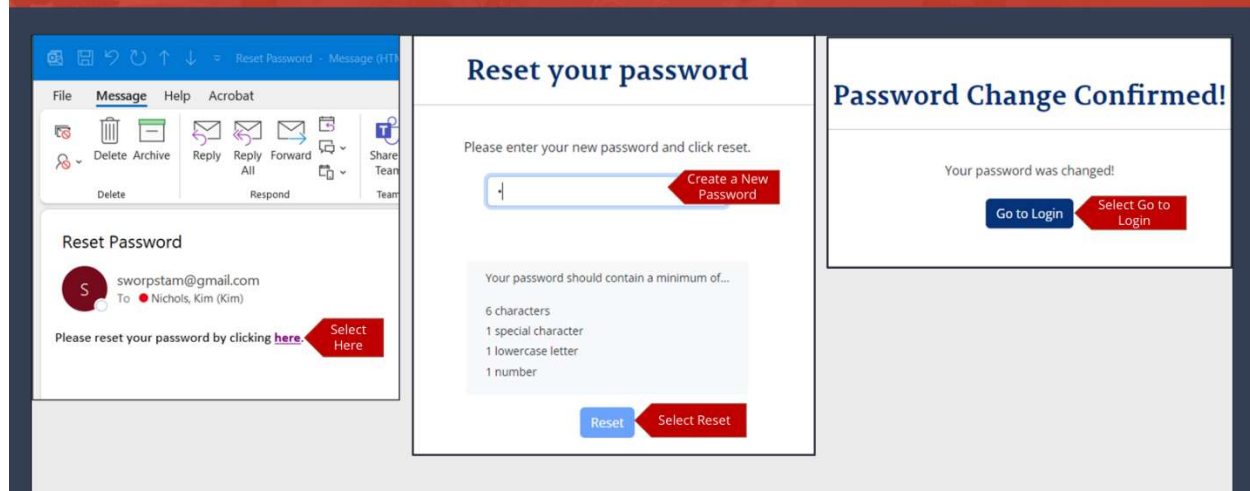 Reset Password - Message (HTM
File Message Help Acrobat
Delete Archive Reply Reply All Forward Share Team
Delete Respond Team
Reset Password
S
sworpstam@gmail.com
To Nichols, Kim (Kim)
Please reset your password by clicking here.
Select
Here
Reset your password
Please enter your new password and click reset.
Create a New
Password
Your password should contain a minimum of...
6 characters
1 special character
1 lowercase letter
1 number
Reset
Select Reset
Password Change Confirmed!
Your password was changed!
Go to Login
Select Go to
Login